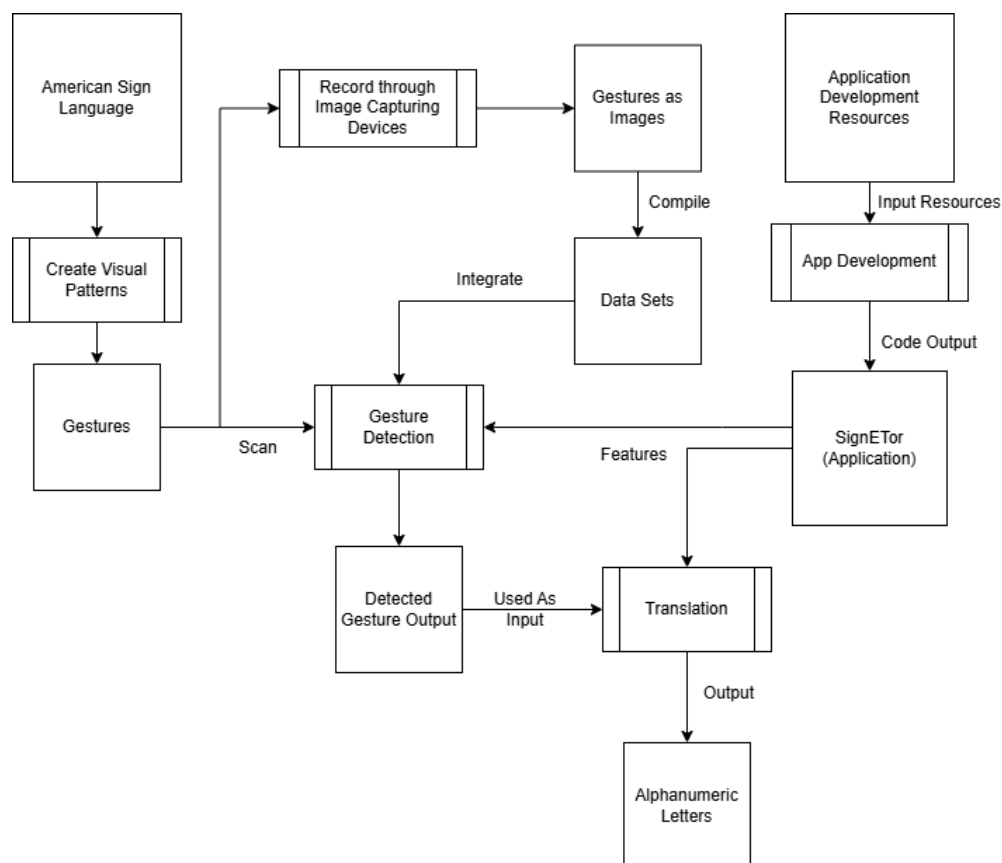 American Sign
Language
Record through
Image Capturing
Devices
Gestures as
Images
Application
Development
Resources
Compile
Input Resources
Create Visual
Patterns
App Development
Integrate
Data Sets
Code Output
Gestures
Scan
Gesture
Detection
Features
SignETor
(Application)
Detected
Gesture Output
Used As
Input
Translation
Output
Alphanumeric
Letters